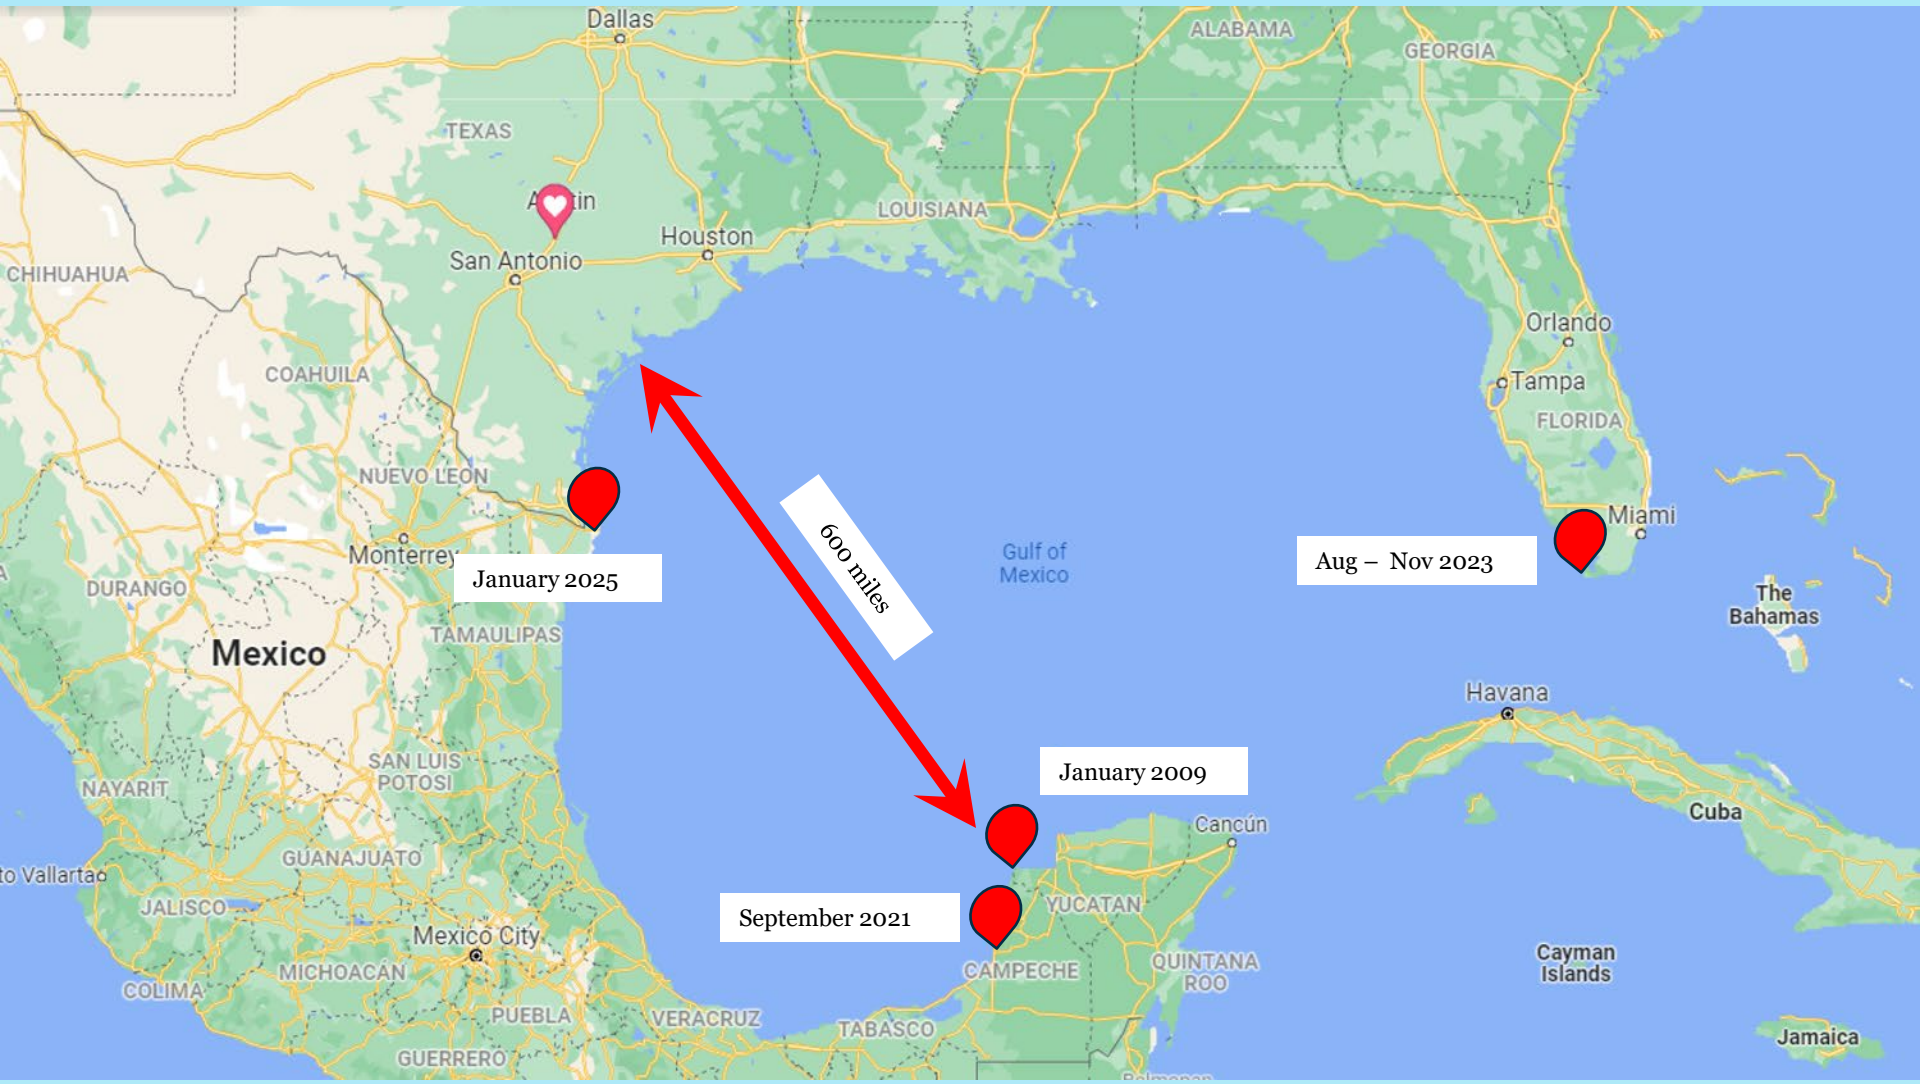 Dallas
ALABAMA
GEORGIA
TEXAS
Austin
LOUISIANA
Houston
San Antonio
CHIHUAHUA
Orlando
COAHUILA
Tampa
FLORIDA
NUEVO LEON
Miami
Monterrey
January 2025
600 miles
Gulf of
Mexico
Aug – Nov 2023
DURANGO
The
Bahamas
TAMAULIPAS
Mexico
Havana
SAN LUIS
POTOSI
NAYARIT
January 2009
Cuba
Cancún
GUANAJUATO
to Vallarta
JALISCO
September 2021
YUCATAN
Mexico City
MICHOACÁN
CAMPECHE
QUINTANA
ROO
Cayman
Islands
COLIMA
PUEBLA
VERACRUZ
TABASCO
Jamaica
GUERRERO